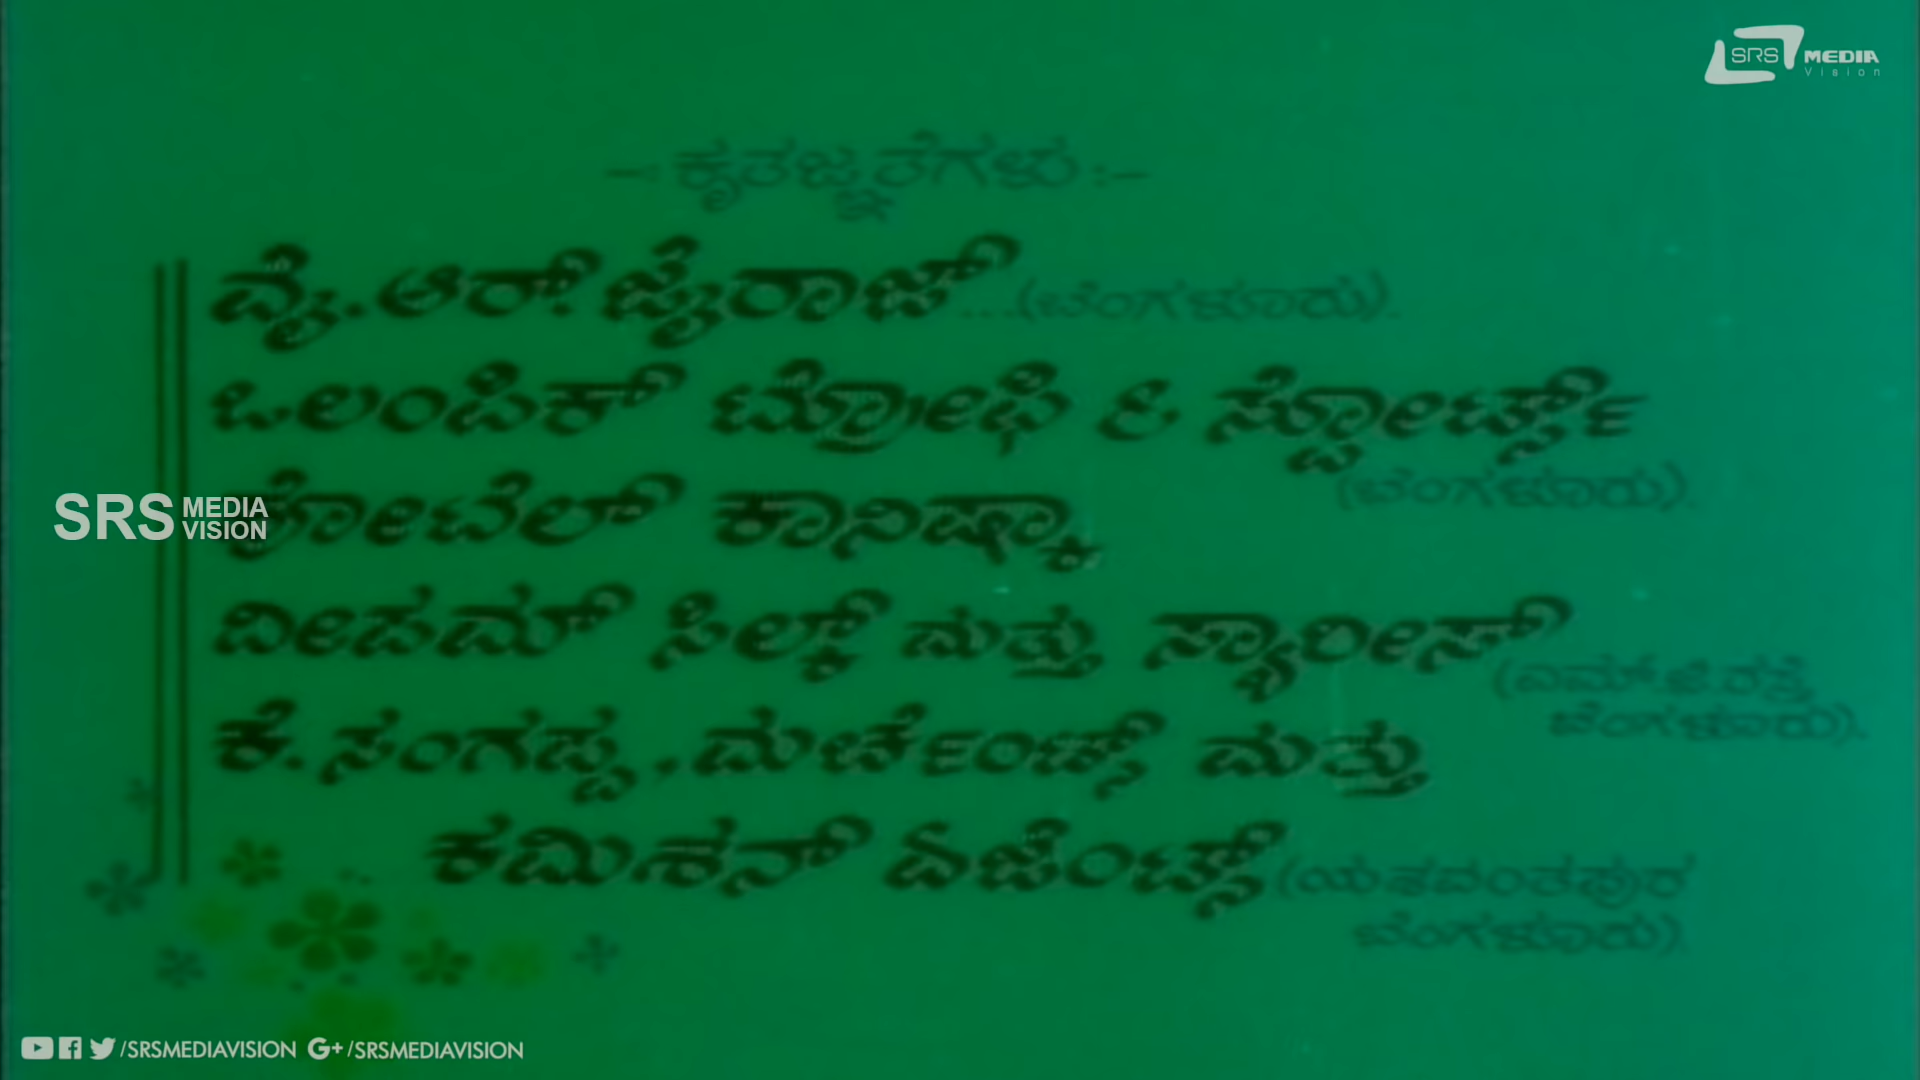 SRS MEDIA
Vision
-: ಕೃತಜ್ಞತೆಗಳು :-
ವೈ. ಆರ್. ಜೈರಾಜ್ ....(ಬೆಂಗಳೂರು).
ಒಲಂಪಿಕ್ ಟ್ರೋಫಿ & ಸ್ಪೋರ್ಟ್ಸ್
(ಬೆಂಗಳೂರು).
ಹೋಟೆಲ್ ಕಾನಿಷ್ಕಾ
SRS MEDIA
VISION
ದೀಪಮ್ ಸಿಲ್ಕ್ ಮತ್ತು ಸ್ಯಾರೀಸ್
(ಎಮ್.ಜಿ.ರಸ್ತೆ
ಬೆಂಗಳೂರು).
ಕೆ. ಸಂಗಪ್ಪ, ಮರ್ಚೆಂಟ್ಸ್ ಮತ್ತು
ಕಮಿಶನ್ ಏಜೆಂಟ್ಸ್ (ಯಶವಂತಪುರ
ಬೆಂಗಳೂರು).
/SRSMEDIAVISION G+/SRSMEDIAVISION